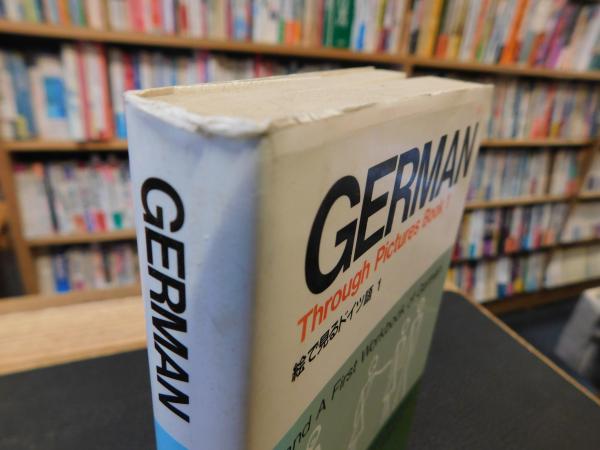 GERMAN
GERMAN
Through Pictures Book 1
絵で見るドイツ語 1
and A First Workbook of German